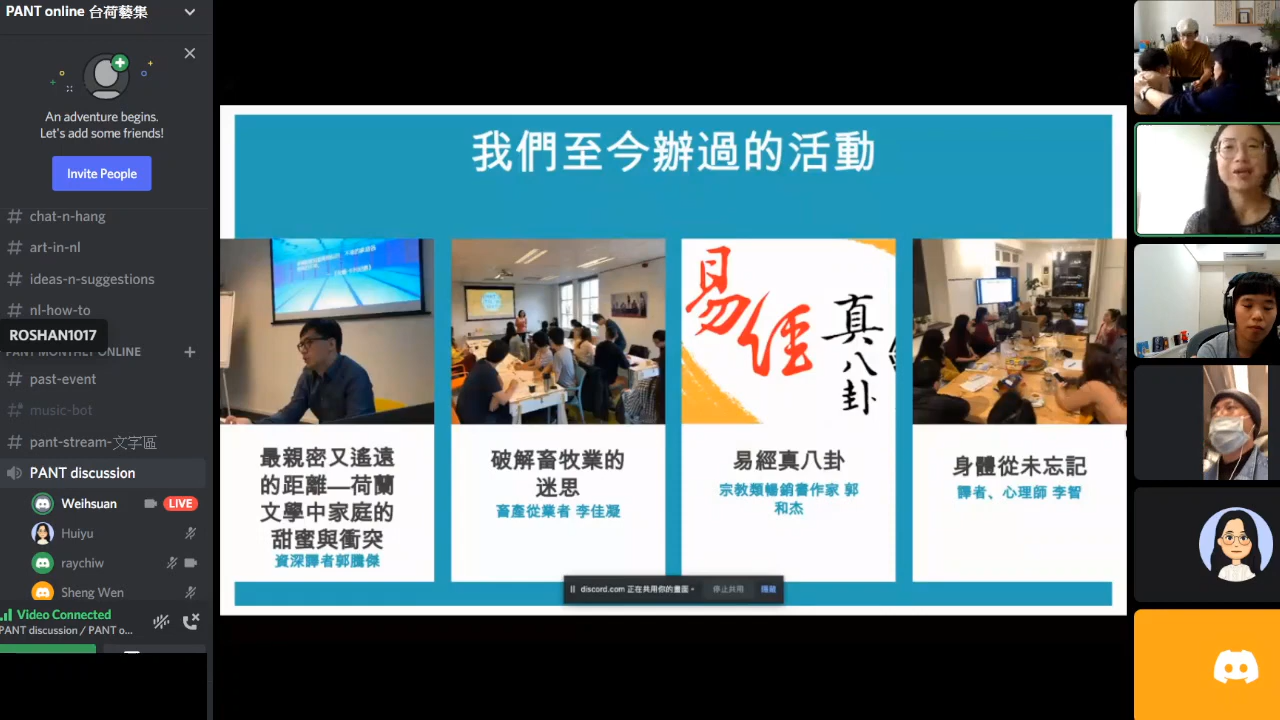 PANT online 台荷藝集
An adventure begins.
Let's add some friends!
Invite People
# chat-n-hang
# art-in-nl
# ideas-n-suggestions
# nl-how-to
ROSHAN1017
PANT MONTHLY ONLINE
# past-event
# music-bot
# pant-stream-文字區
PANT discussion
Weihsuan
LIVE
Huiyu
raychiw
Sheng Wen
Video Connected
PANT discussion / PANT o...
我們至今辦過的活動
最親密又遙遠
的距離—荷蘭
文學中家庭的
甜蜜與衝突
資深譯者郭騰傑
破解畜牧業的
迷思
畜產從業者 李佳凝
易經
真八卦
易經真八卦
宗教類暢銷書作家 郭
和杰
身體從未忘記
譯者、心理師 李智
discord.com 正在共用你的畫面。
停止共用
隱藏